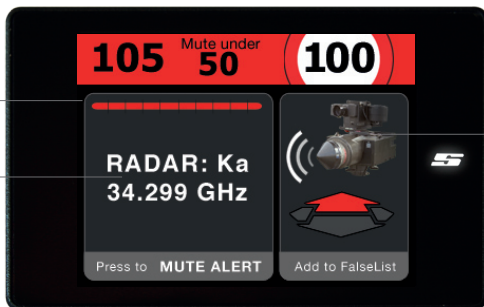 105
Mute under
50
100
RADAR: Ka
34.299 GHz
Press to MUTE ALERT
Add to FalseList
S